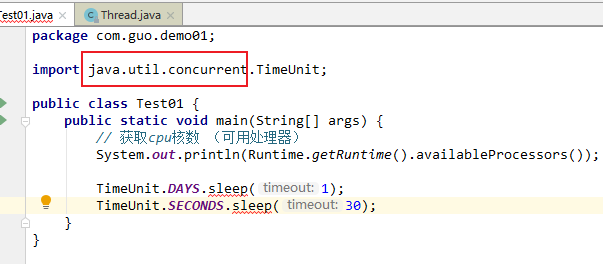 Test01.java × Thread.java ×
package com.guo.demo01;
import java.util.concurrent.TimeUnit;
public class Test01 {
public static void main(String[] args) {
// 获取cpu核数 （可用处理器）
System.out.println(Runtime.getRuntime().availableProcessors());
TimeUnit.DAYS.sleep( timeout: 1);
TimeUnit.SECONDS.sleep( timeout: 30);
}
}